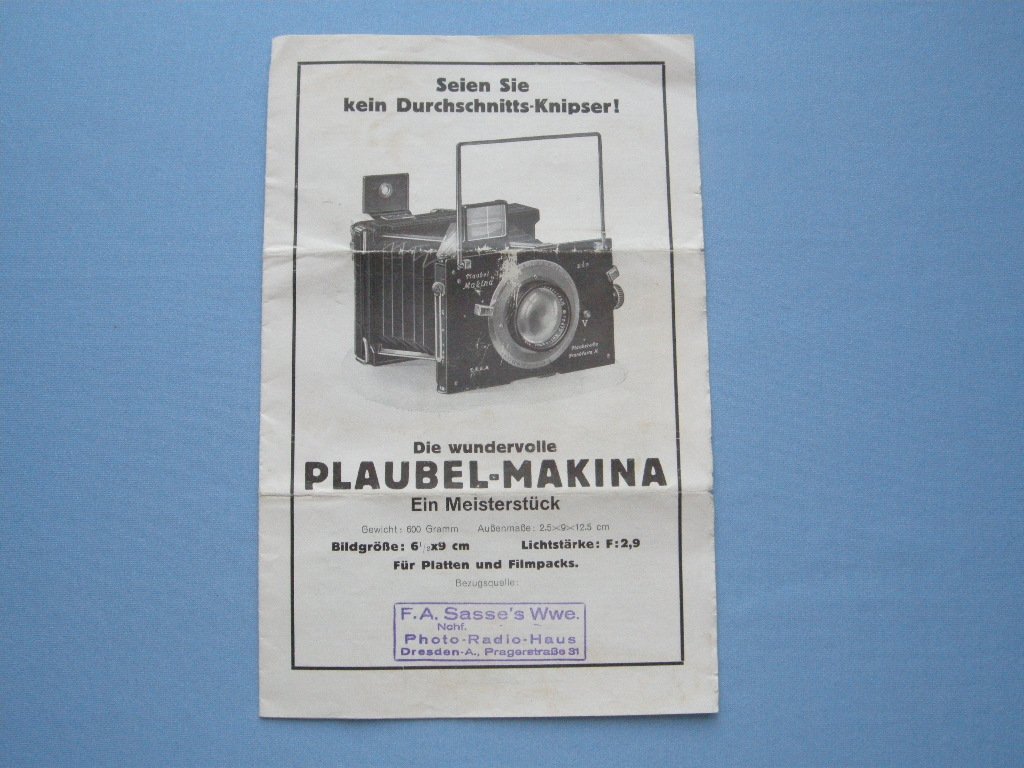 Seien Sie
kein Durchschnitts-Knipser!
Plaubel
Makina
Die wundervolle
PLAUBEL-MAKINA
Ein Meisterstück
Gewicht: 600 Gramm Außenmaße: 2.5×9×12.5 cm
Bildgröße: 6½x9 cm Lichtstärke: F:2,9
Für Platten und Filmpacks.
Bezugsquelle:
F.A. Sasse's Wwe.
Nchf.
Photo-Radio-Haus
Dresden-A., Pragerstraße 31